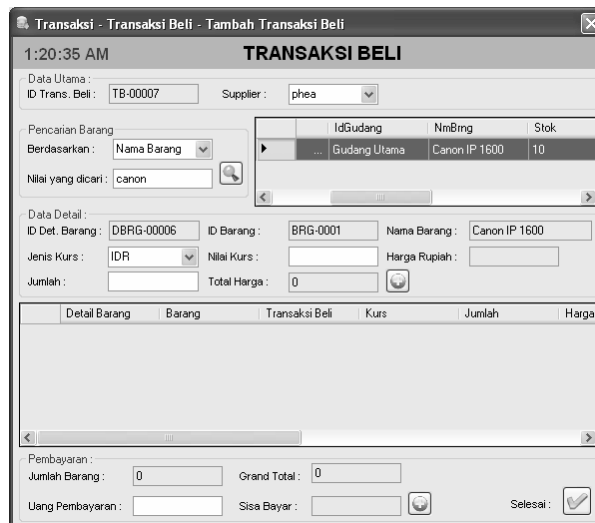 Transaksi - Transaksi Beli - Tambah Transaksi Beli
1:20:35 AM TRANSAKSI BELI
Data Utama :
ID Trans. Beli : TB-00007 Supplier : phea
Pencarian Barang
Berdasarkan : Nama Barang
Nilai yang dicari : canon
IdGudang NmBrng Stok
... Gudang Utama Canon IP 1600 10
Data Detail :
ID Det. Barang : DBRG-00006 ID Barang : BRG-0001 Nama Barang : Canon IP 1600
Jenis Kurs : IDR Nilai Kurs : Harga Rupiah :
Jumlah : Total Harga : 0
Detail Barang Barang Transaksi Beli Kurs Jumlah Harga
Pembayaran :
Jumlah Barang : 0 Grand Total : 0
Uang Pembayaran : Sisa Bayar : Selesai :